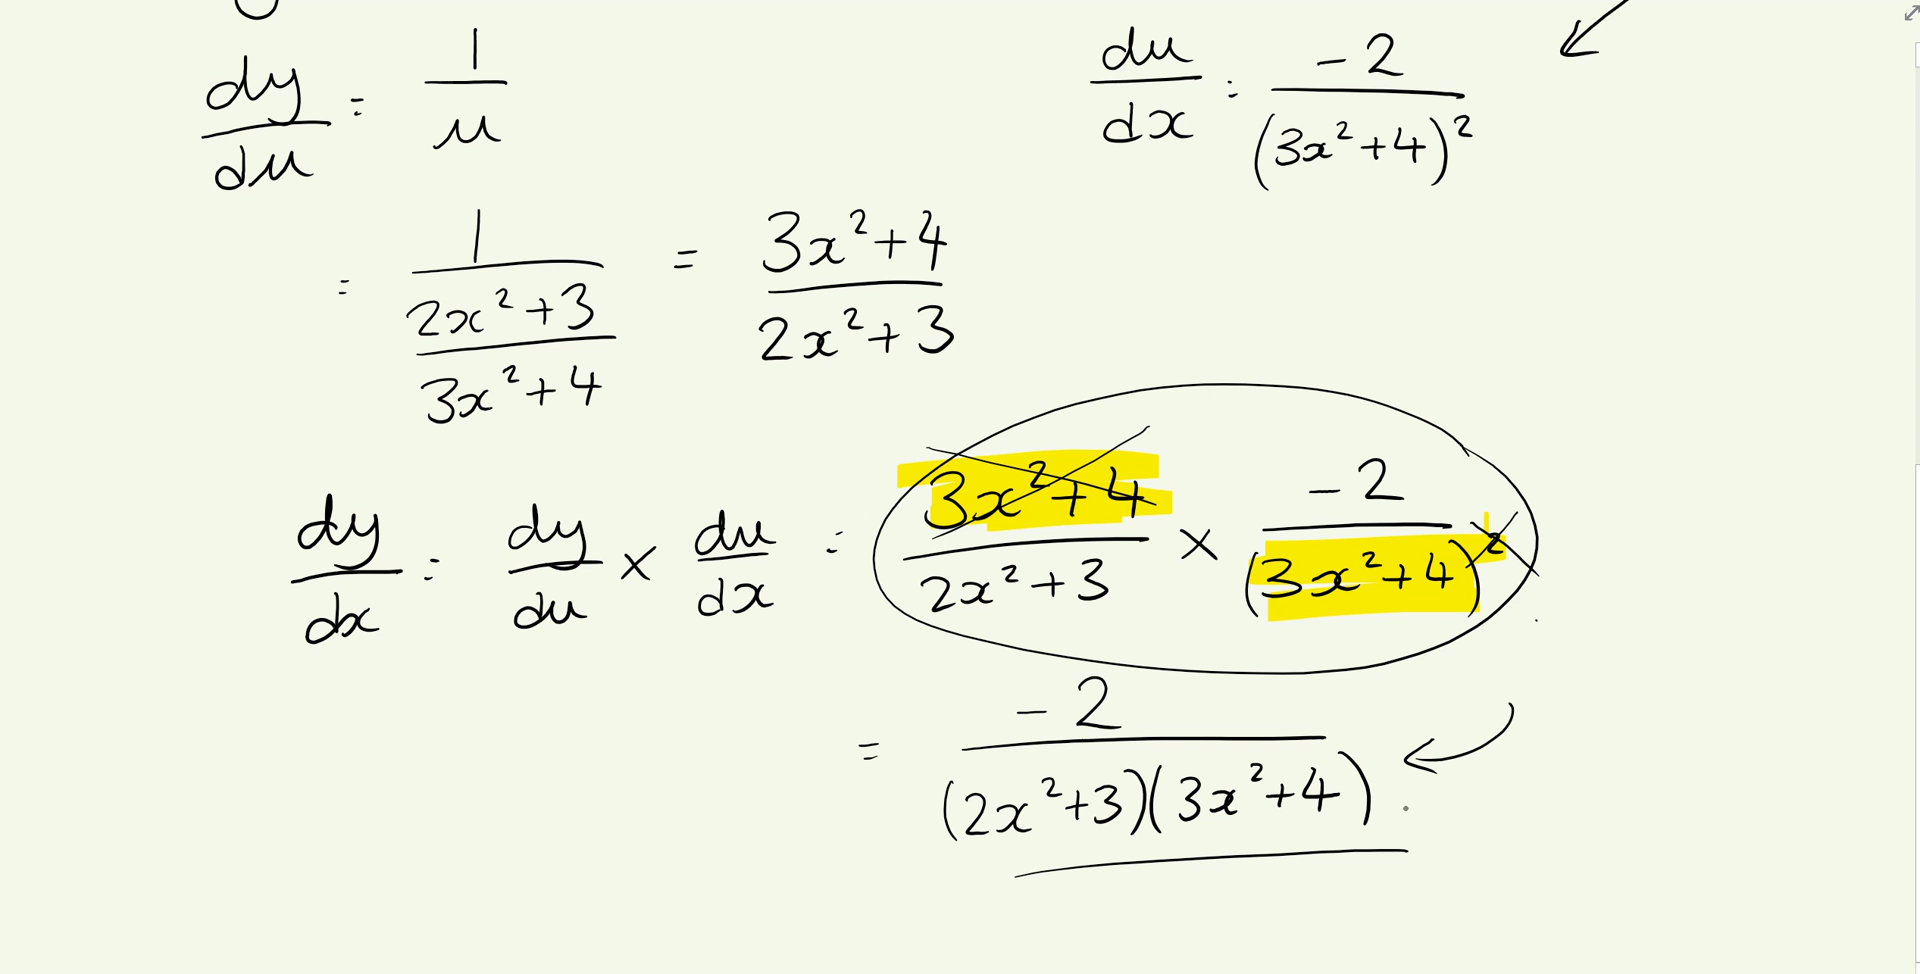 dy/du = 1/u
du/dx = -2/(3x²+4)²
= 1/((2x²+3)/(3x²+4)) = (3x²+4)/(2x²+3)
dy/dx = dy/du × du/dx = (3x²+4)/(2x²+3) × -2/(3x²+4)²
= -2/((2x²+3)(3x²+4))